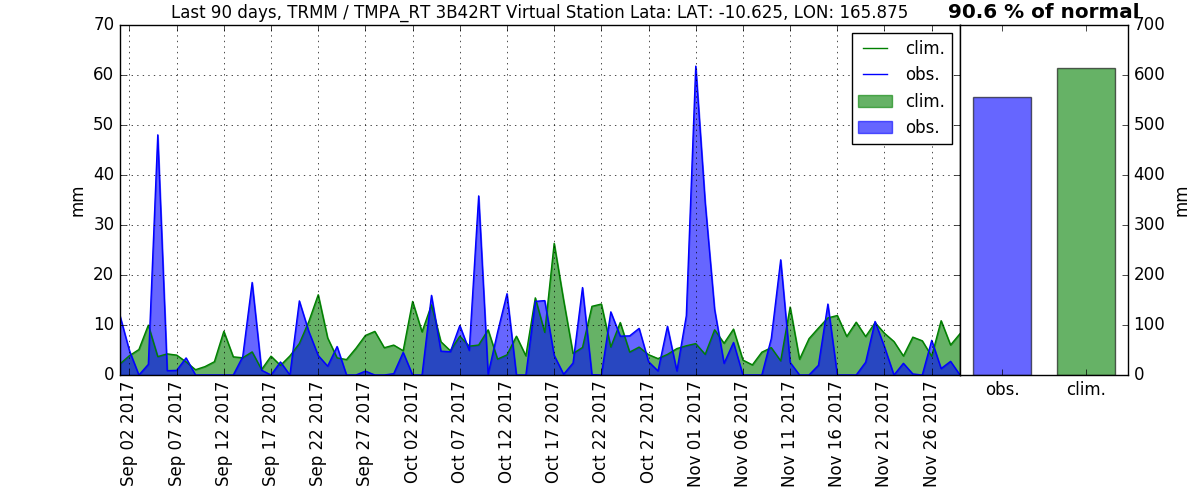 Last 90 days, TRMM / TMPA_RT 3B42RT Virtual Station Lata: LAT: -10.625, LON: 165.875
90.6 % of normal
70
60
50
40
30
20
10
0
mm
clim.
obs.
clim.
obs.
700
600
500
400
300
200
100
0
mm
Sep 02 2017
Sep 07 2017
Sep 12 2017
Sep 17 2017
Sep 22 2017
Sep 27 2017
Oct 02 2017
Oct 07 2017
Oct 12 2017
Oct 17 2017
Oct 22 2017
Oct 27 2017
Nov 01 2017
Nov 06 2017
Nov 11 2017
Nov 16 2017
Nov 21 2017
Nov 26 2017
obs.
clim.